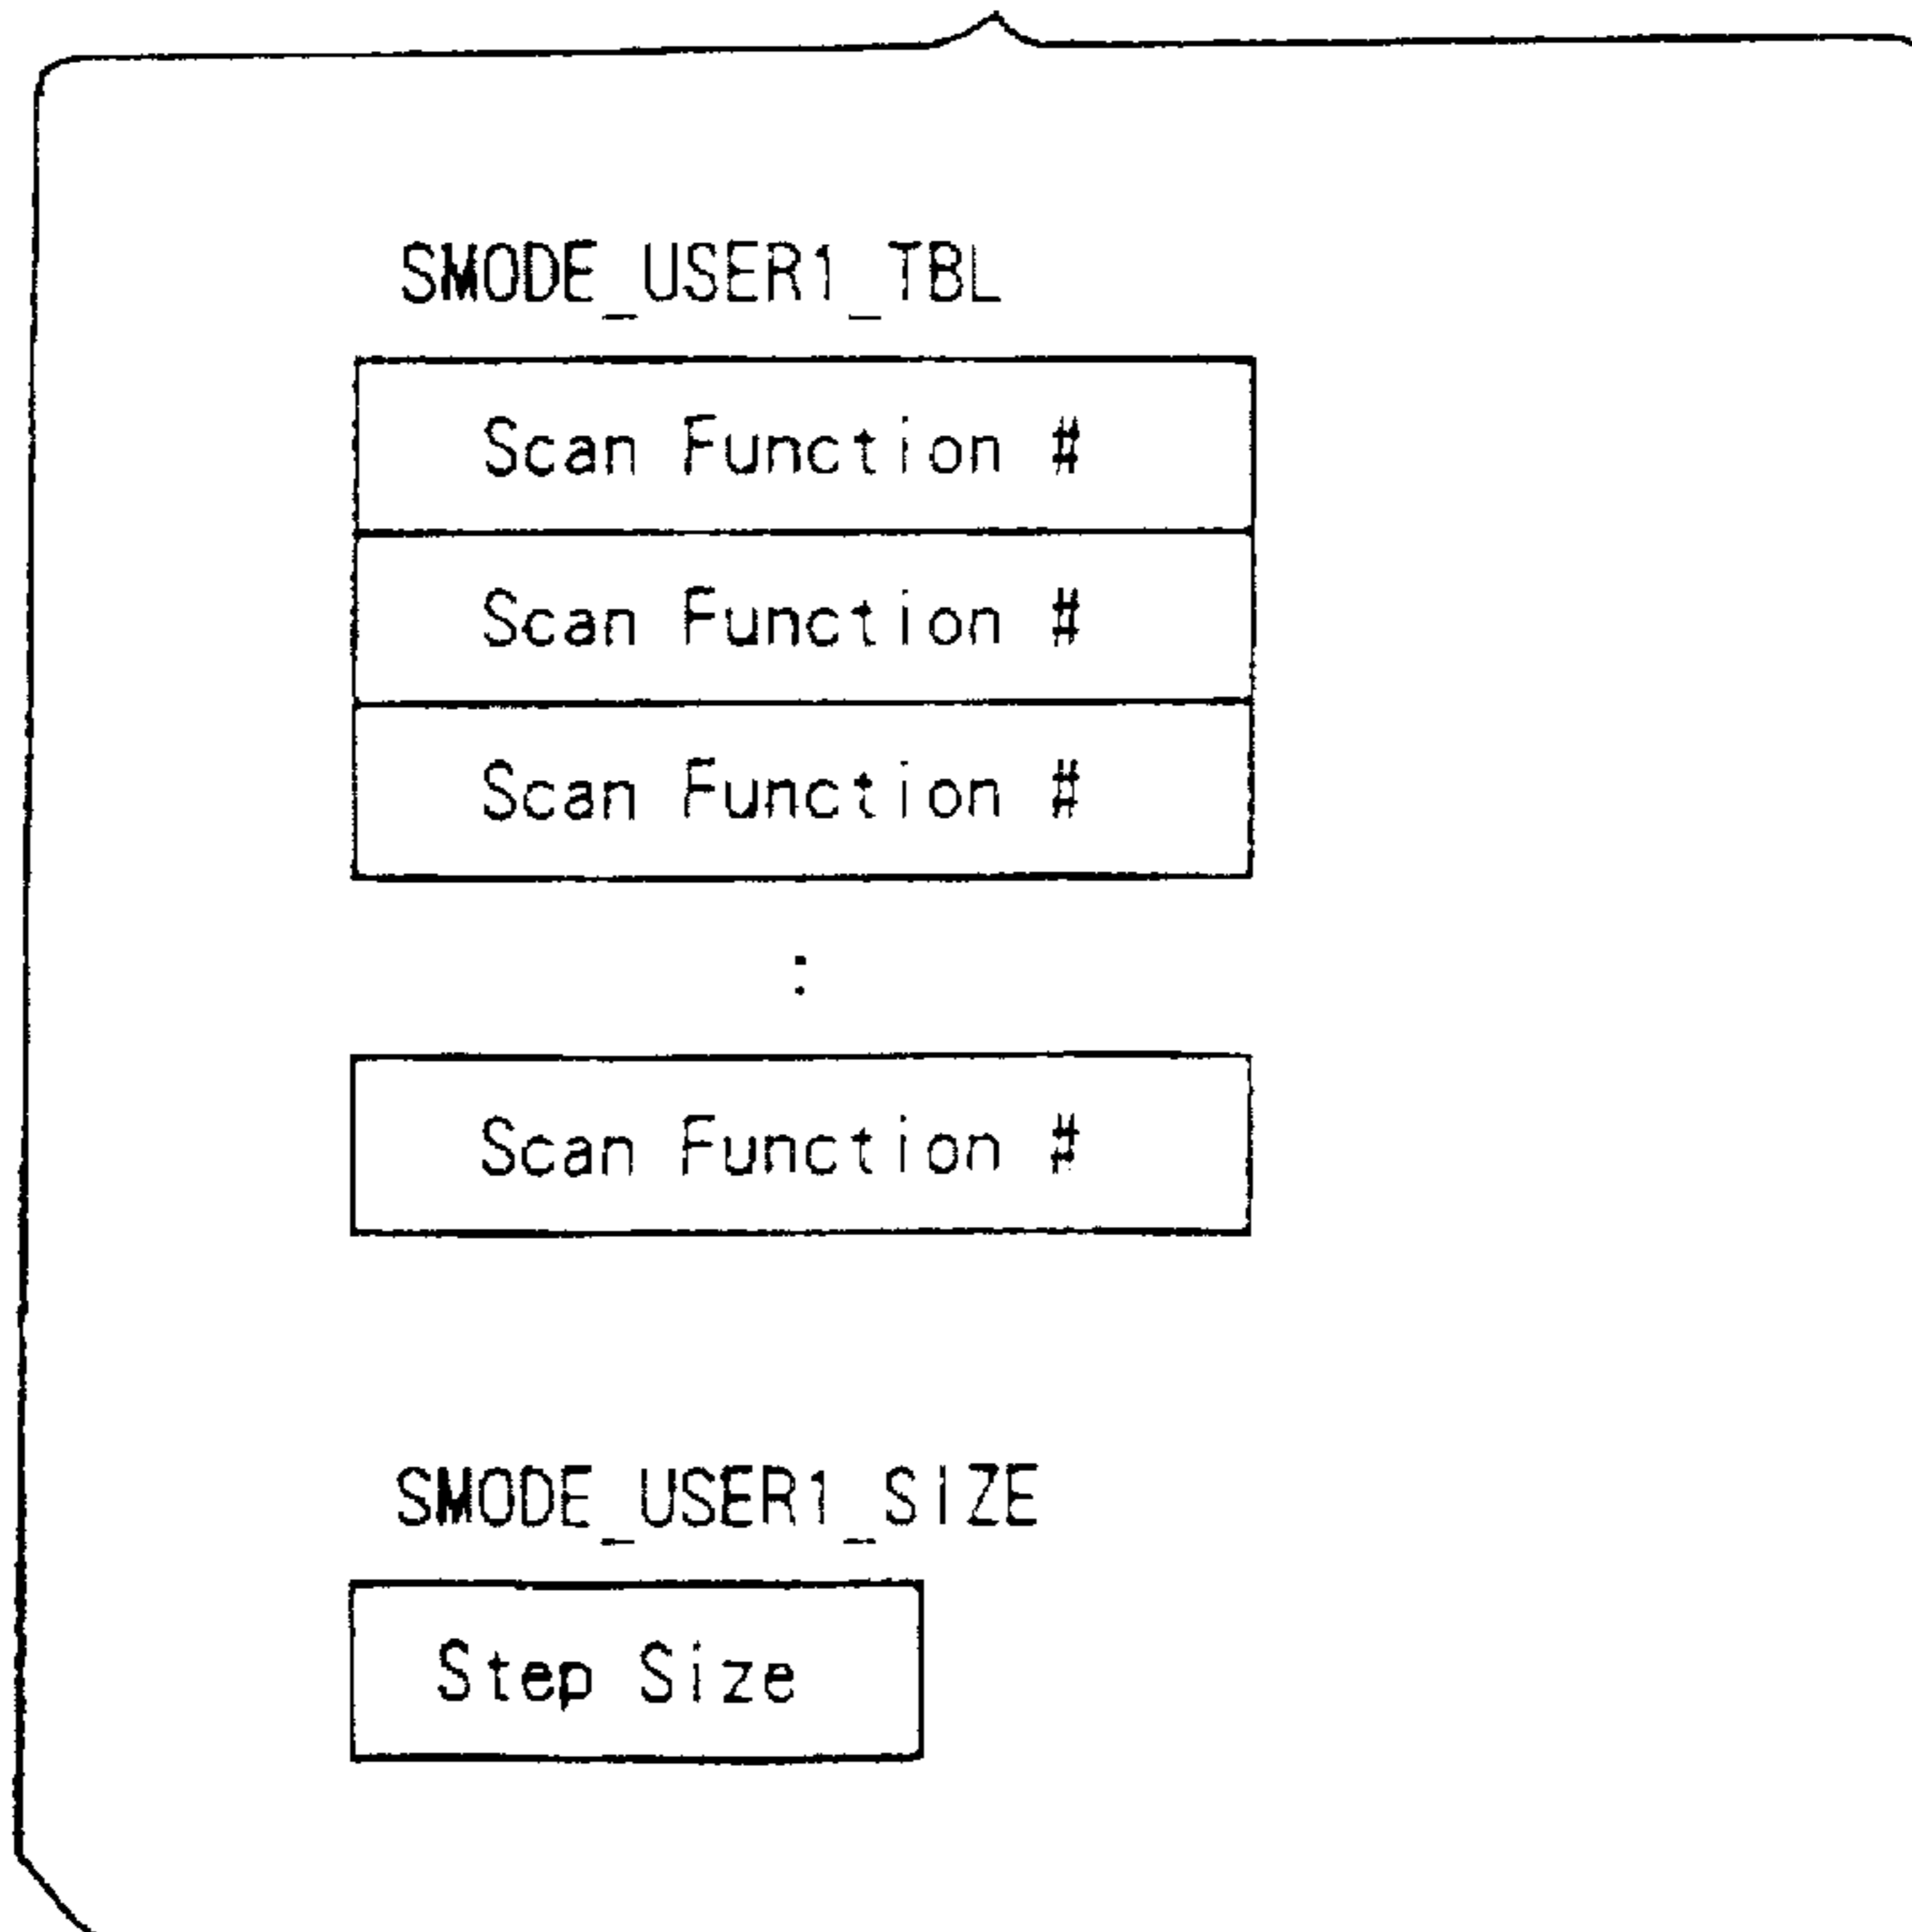 SMODE_USER1_TBL
Scan Function #
Scan Function #
Scan Function #
:
Scan Function #
SMODE_USER1_SIZE
Step Size